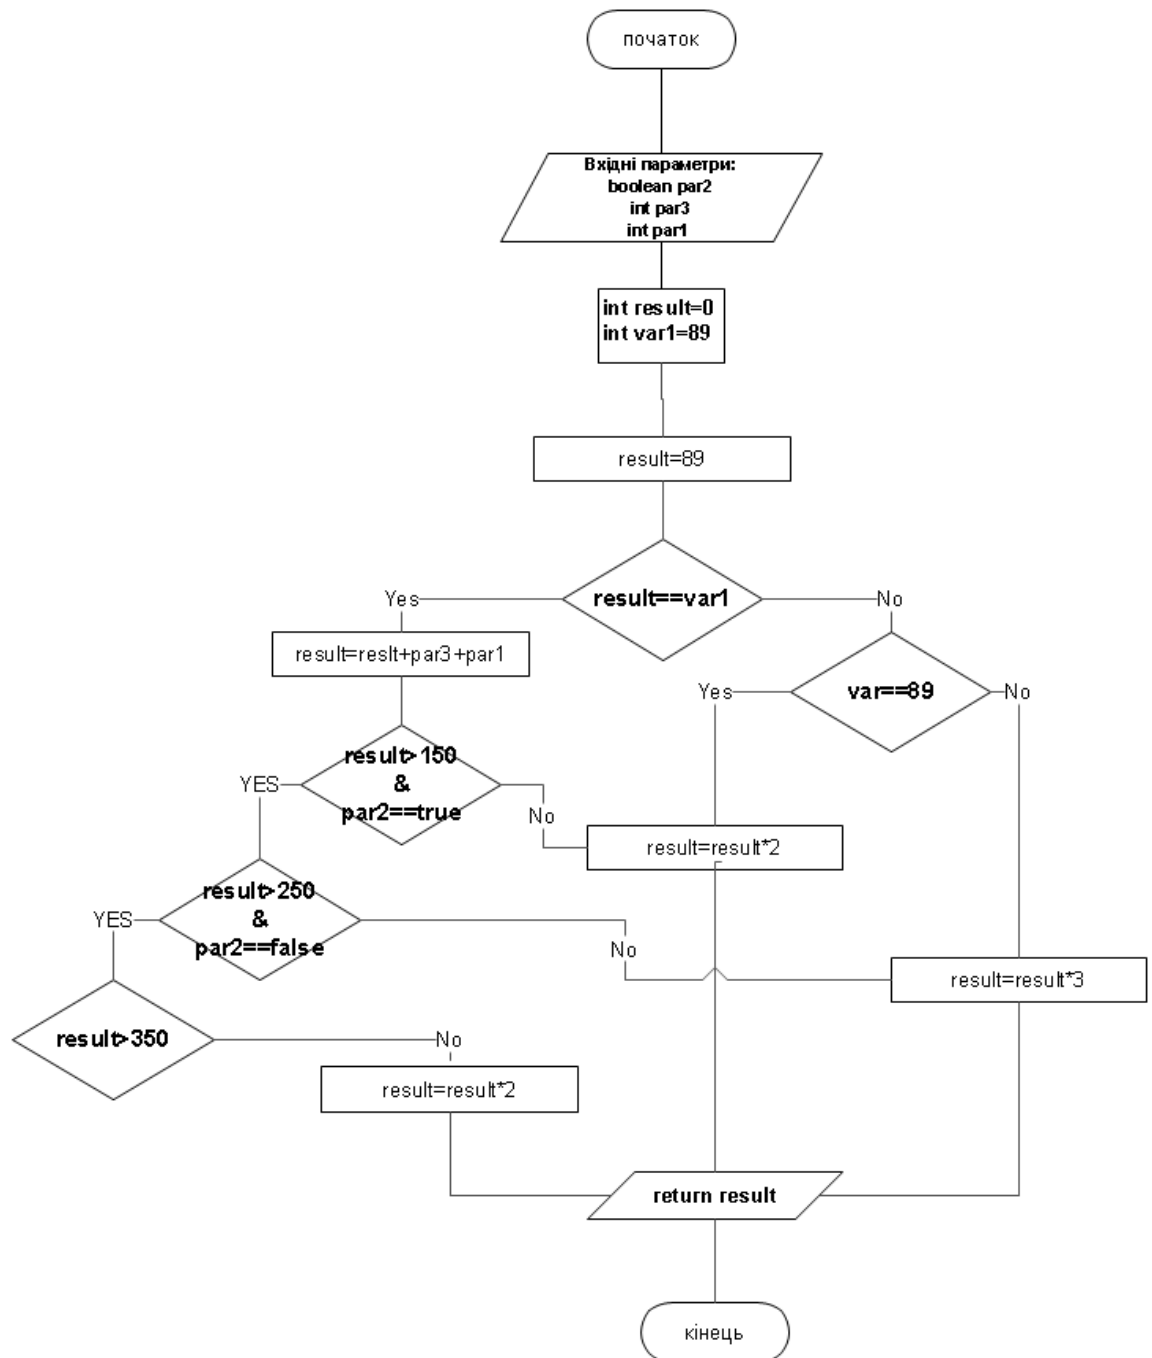 початок
Вхідні параметри:
boolean par2
int par3
int par1
int result=0
int var1=89
result=89
result==var1
Yes
No
result=reslt+par3+par1
var==89
Yes
No
result>150
&
par2==true
YES
No
result=result*2
result>250
&
par2==false
YES
No
result=result*3
result>350
No
result=result*2
return result
кінець